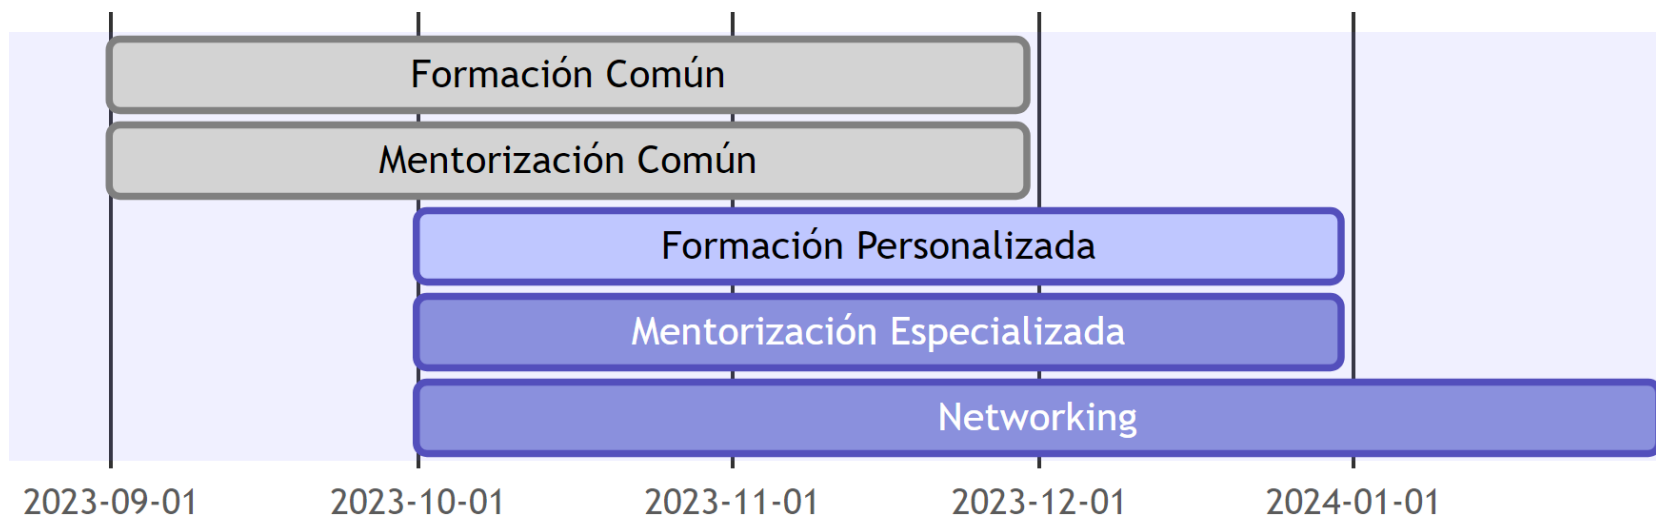 Formación Común
Mentorización Común
Formación Personalizada
Mentorización Especializada
Networking
2023-09-01 2023-10-01 2023-11-01 2023-12-01 2024-01-01